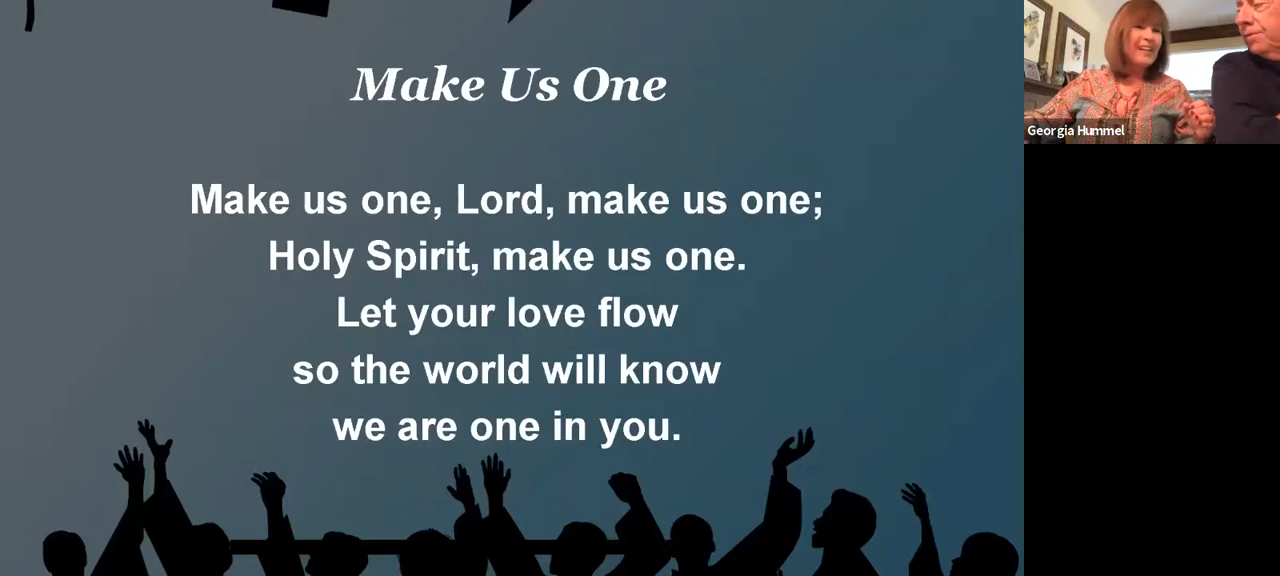 Make Us One
Make us one, Lord, make us one;
Holy Spirit, make us one.
Let your love flow
so the world will know
we are one in you.
Georgia Hummel